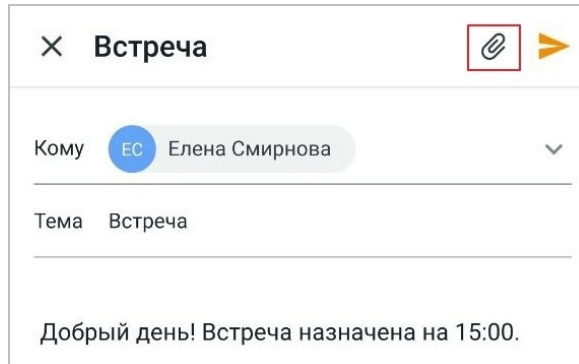 Встреча
Кому ЕС Елена Смирнова
Тема Встреча
Добрый день! Встреча назначена на 15:00.